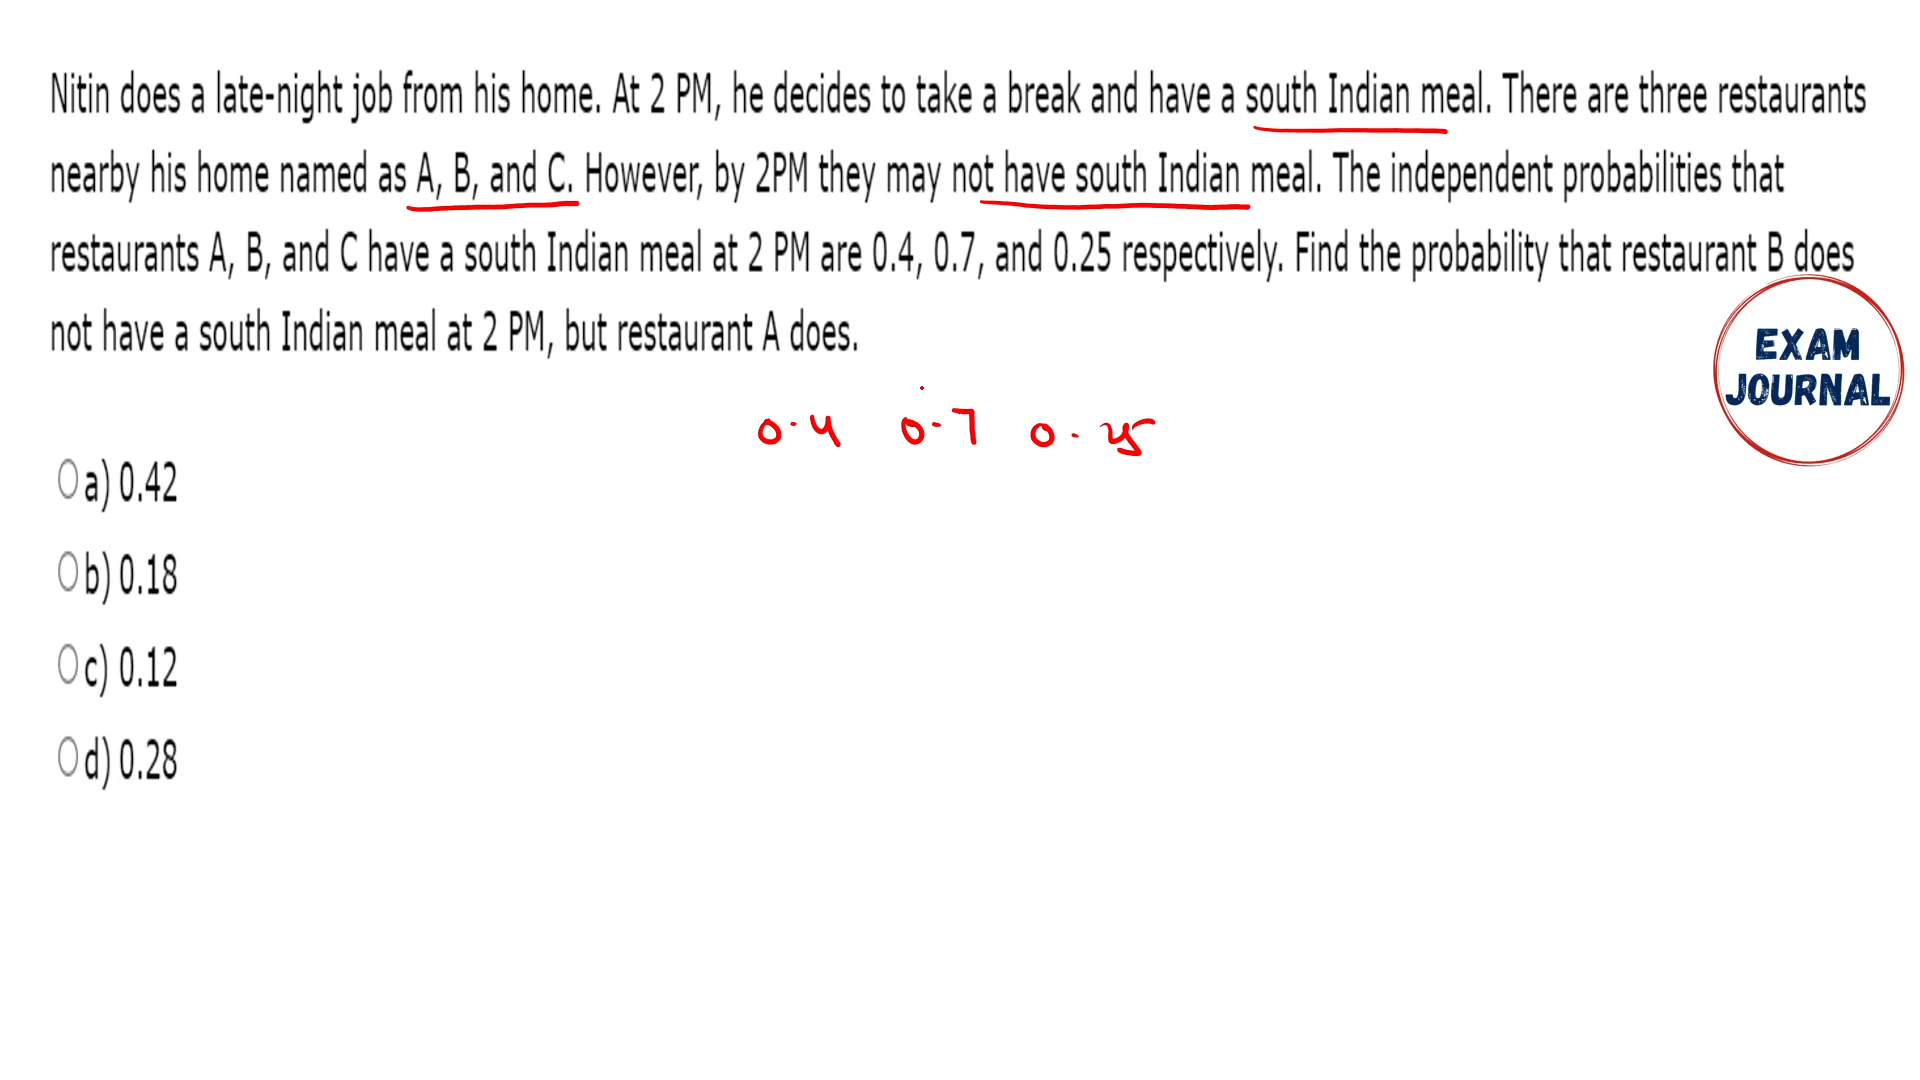 Nitin does a late-night job from his home. At 2 PM, he decides to take a break and have a south Indian meal. There are three restaurants
nearby his home named as A, B, and C. However, by 2PM they may not have south Indian meal. The independent probabilities that
restaurants A, B, and C have a south Indian meal at 2 PM are 0.4, 0.7, and 0.25 respectively. Find the probability that restaurant B does
not have a south Indian meal at 2 PM, but restaurant A does.
EXAM
JOURNAL
0.4 0.7 0.25
a) 0.42
b) 0.18
c) 0.12
d) 0.28